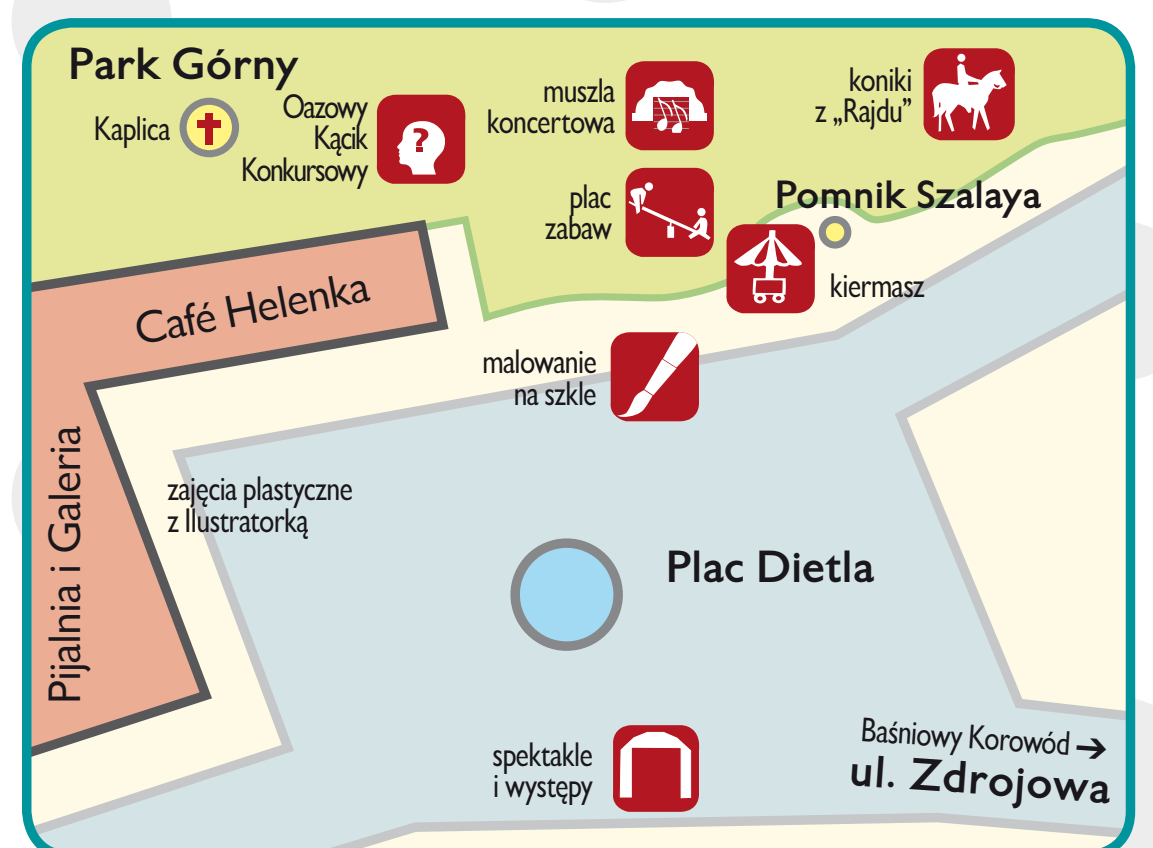 Park Górny
Kaplica
Oazowy
Kącik
Konkursowy
?
muszla
koncertowa
koniki
z „Rajdu”
plac
zabaw
Pomnik Szalaya
kiermasz
Café Helenka
malowanie
na szkle
Pijalnia i Galeria
zajęcia plastyczne
z Ilustratorką
Plac Dietla
spektakle
i występy
Baśniowy Korowód ➔
ul. Zdrojowa